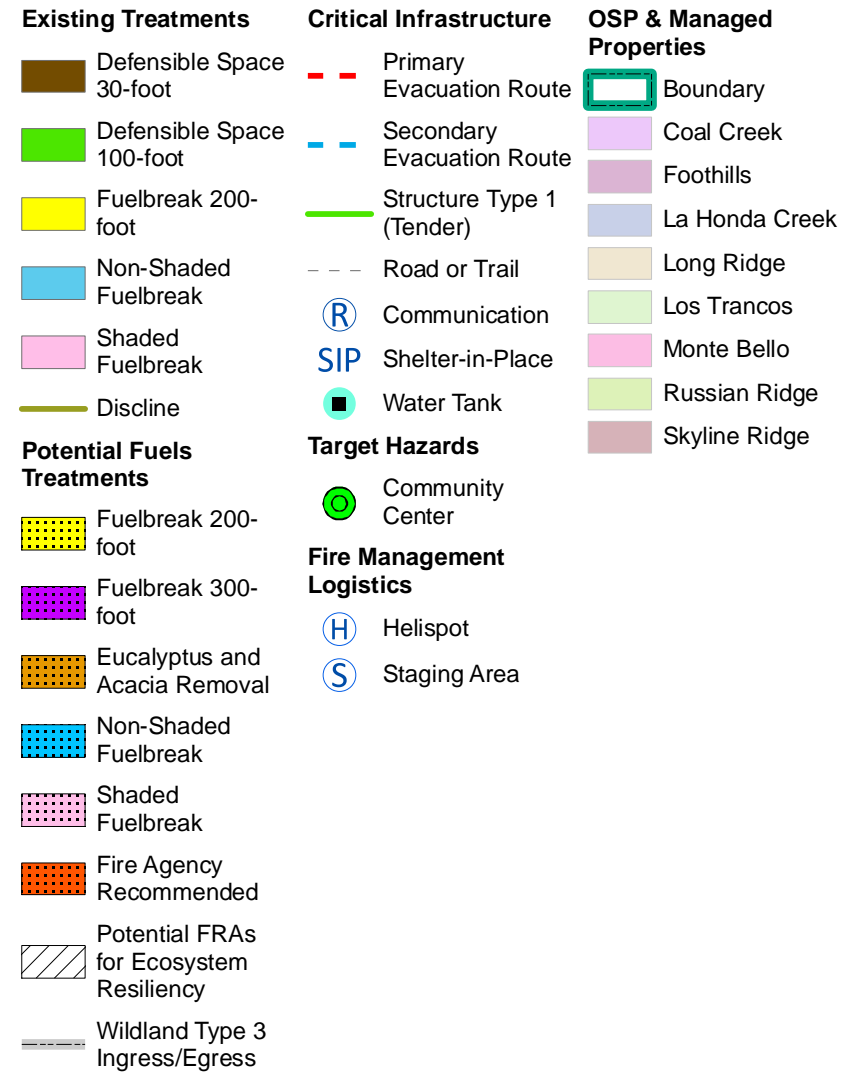 Existing Treatments
Defensible Space
30-foot
Defensible Space
100-foot
Fuelbreak 200-
foot
Non-Shaded
Fuelbreak
Shaded
Fuelbreak
Discline
Potential Fuels
Treatments
Fuelbreak 200-
foot
Fuelbreak 300-
foot
Eucalyptus and
Acacia Removal
Non-Shaded
Fuelbreak
Shaded
Fuelbreak
Fire Agency
Recommended
Potential FRAs
for Ecosystem
Resiliency
Wildland Type 3
Ingress/Egress
Critical Infrastructure
Primary
Evacuation Route
Secondary
Evacuation Route
Structure Type 1
(Tender)
Road or Trail
R Communication
SIP Shelter-in-Place
Water Tank
Target Hazards
Community
Center
Fire Management
Logistics
H Helispot
S Staging Area
OSP & Managed
Properties
Boundary
Coal Creek
Foothills
La Honda Creek
Long Ridge
Los Trancos
Monte Bello
Russian Ridge
Skyline Ridge